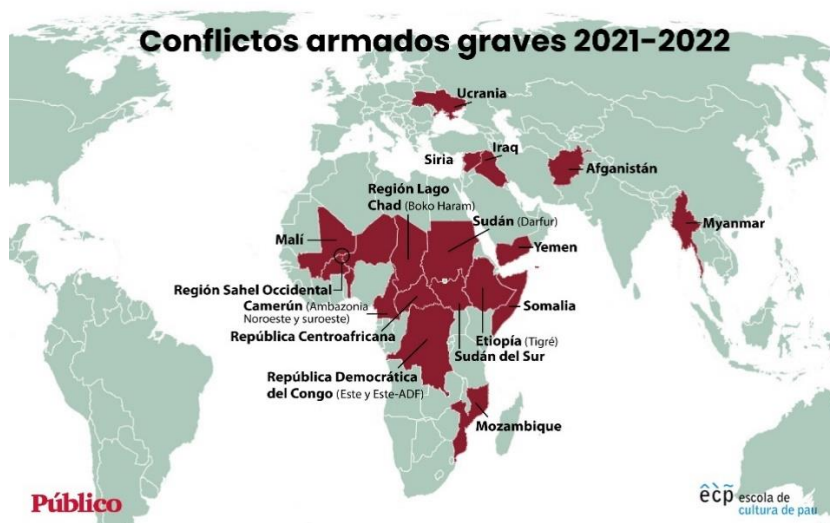 Conflictos armados graves 2021-2022
Ucrania
Iraq
Siria
Afganistán
Región Lago
Chad (Boko Haram)
Sudán (Darfur)
Myanmar
Malí
Yemen
Región Sahel Occidental
Camerún (Ambazonia
Noroeste y suroeste)
Somalia
República Centroafricana
Etiopía (Tigré)
Sudán del Sur
República Democrática
del Congo (Este y Este-ADF)
Mozambique
Público
ecp escola de
cultura de pau